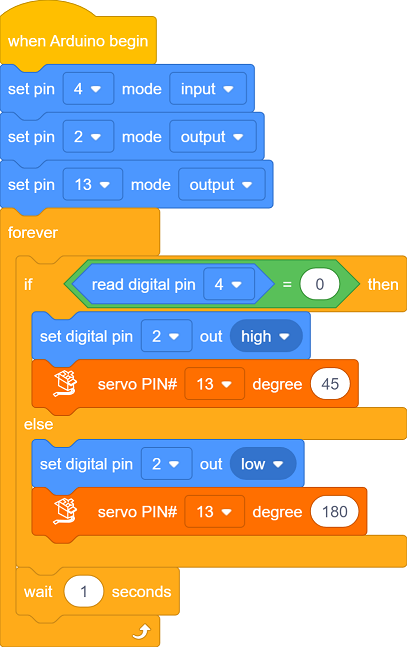 when Arduino begin
set pin 4 mode input
set pin 2 mode output
set pin 13 mode output
forever
if read digital pin 4 = 0 then
set digital pin 2 out high
servo PIN# 13 degree 45
else
set digital pin 2 out low
servo PIN# 13 degree 180
wait 1 seconds